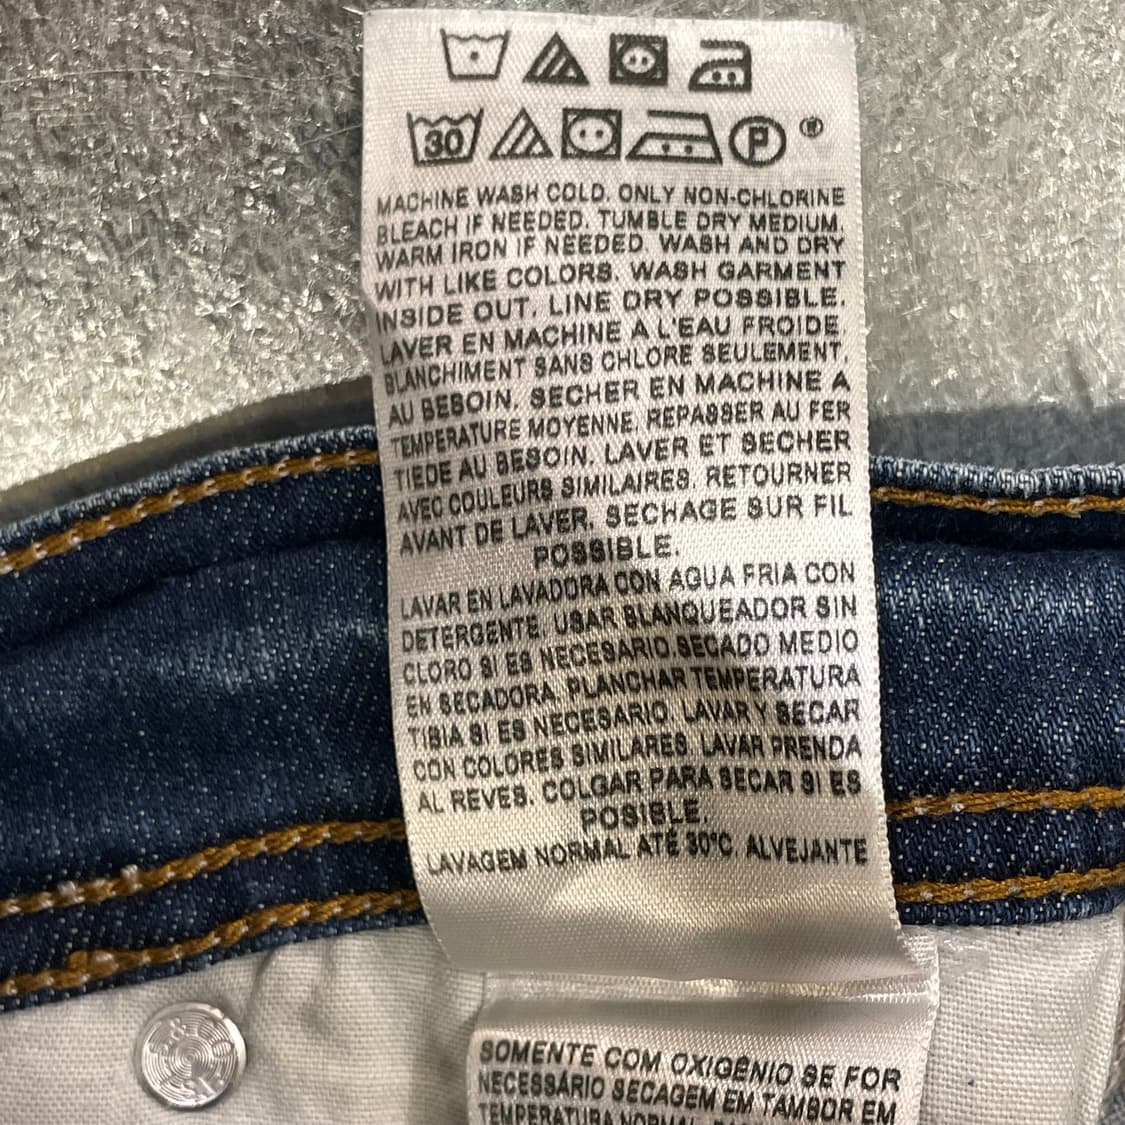 30 P ®
MACHINE WASH COLD. ONLY NON-CHLORINE
BLEACH IF NEEDED. TUMBLE DRY MEDIUM.
WARM IRON IF NEEDED. WASH AND DRY
WITH LIKE COLORS. WASH GARMENT
INSIDE OUT. LINE DRY POSSIBLE.
LAVER EN MACHINE A L'EAU FROIDE.
BLANCHIMENT SANS CHLORE SEULEMENT,
AU BESOIN. SECHER EN MACHINE A
TEMPERATURE MOYENNE. REPASSER AU FER
TIEDE AU BESOIN. LAVER ET SECHER
AVEC COULEURS SIMILAIRES. RETOURNER
AVANT DE LAVER. SECHAGE SUR FIL
POSSIBLE.
LAVAR EN LAVADORA CON AGUA FRIA CON
DETERGENTE. USAR BLANQUEADOR SIN
CLORO SI ES NECESARIO.SECADO MEDIO
EN SECADORA. PLANCHAR TEMPERATURA
TIBIA SI ES NECESARIO. LAVAR Y SECAR
CON COLORES SIMILARES. LAVAR PRENDA
AL REVES. COLGAR PARA SECAR SI ES
POSIBLE.
LAVAGEM NORMAL ATÉ 30°C. ALVEJANTE
SOMENTE COM OXIGÊNIO SE FOR
NECESSÁRIO SECAGEM EM TAMBOR EM
TEMPERATURA NORMAL.